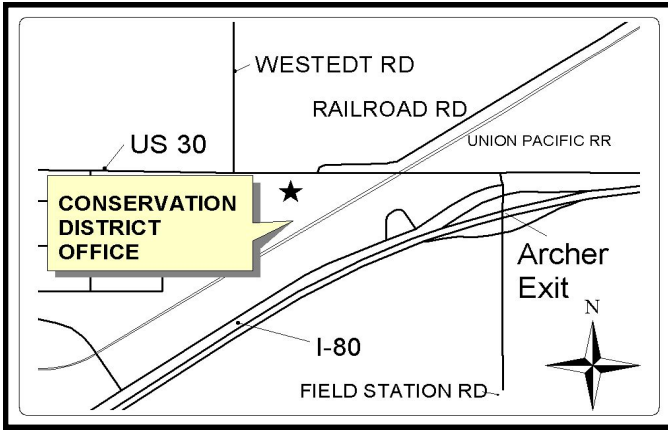 WESTEDT RD
RAILROAD RD
UNION PACIFIC RR
US 30
CONSERVATION
DISTRICT
OFFICE
Archer
Exit
N
I-80
FIELD STATION RD